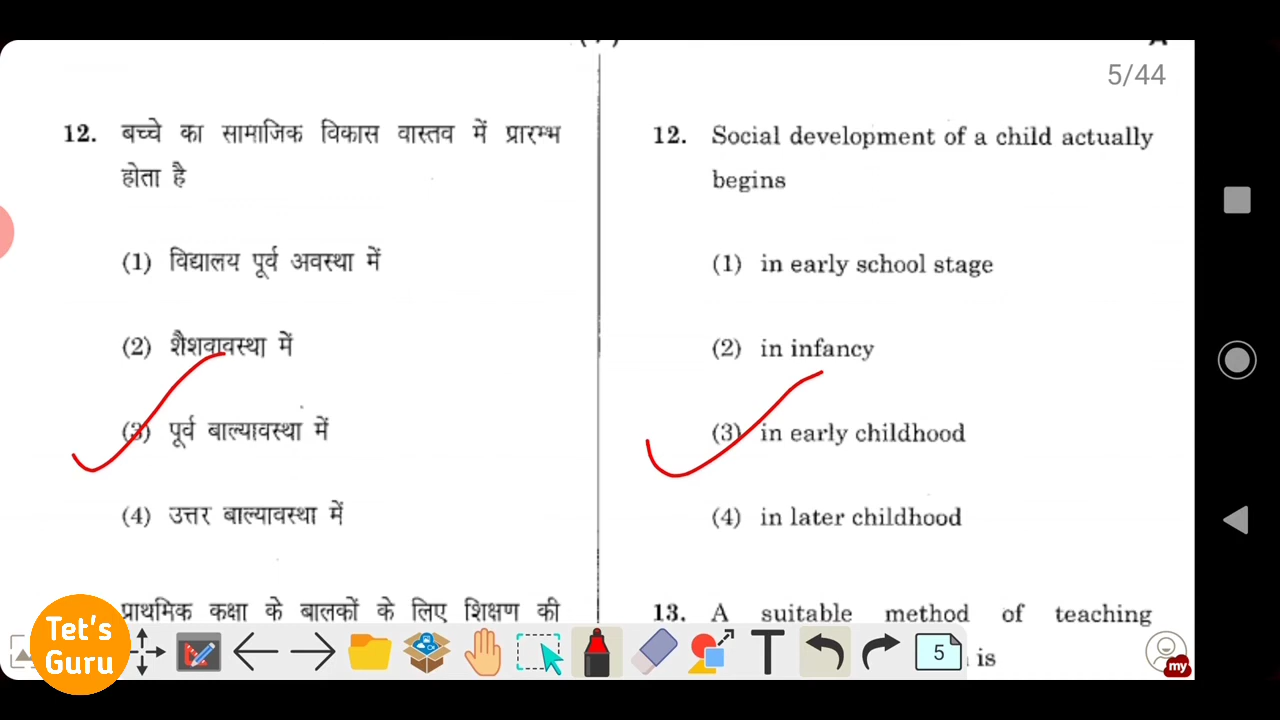 5/44
12. बच्चे का सामाजिक विकास वास्तव में प्रारम्भ
होता है
(1) विद्यालय पूर्व अवस्था में
(2) शैशवावस्था में
(3) पूर्व बाल्यावस्था में
(4) उत्तर बाल्यावस्था में
प्राथमिक कक्षा के बालकों के लिए शिक्षण की
12. Social development of a child actually
begins
(1) in early school stage
(2) in infancy
(3) in early childhood
(4) in later childhood
13. A suitable method of teaching
is
Tet's
Guru
T
5
my